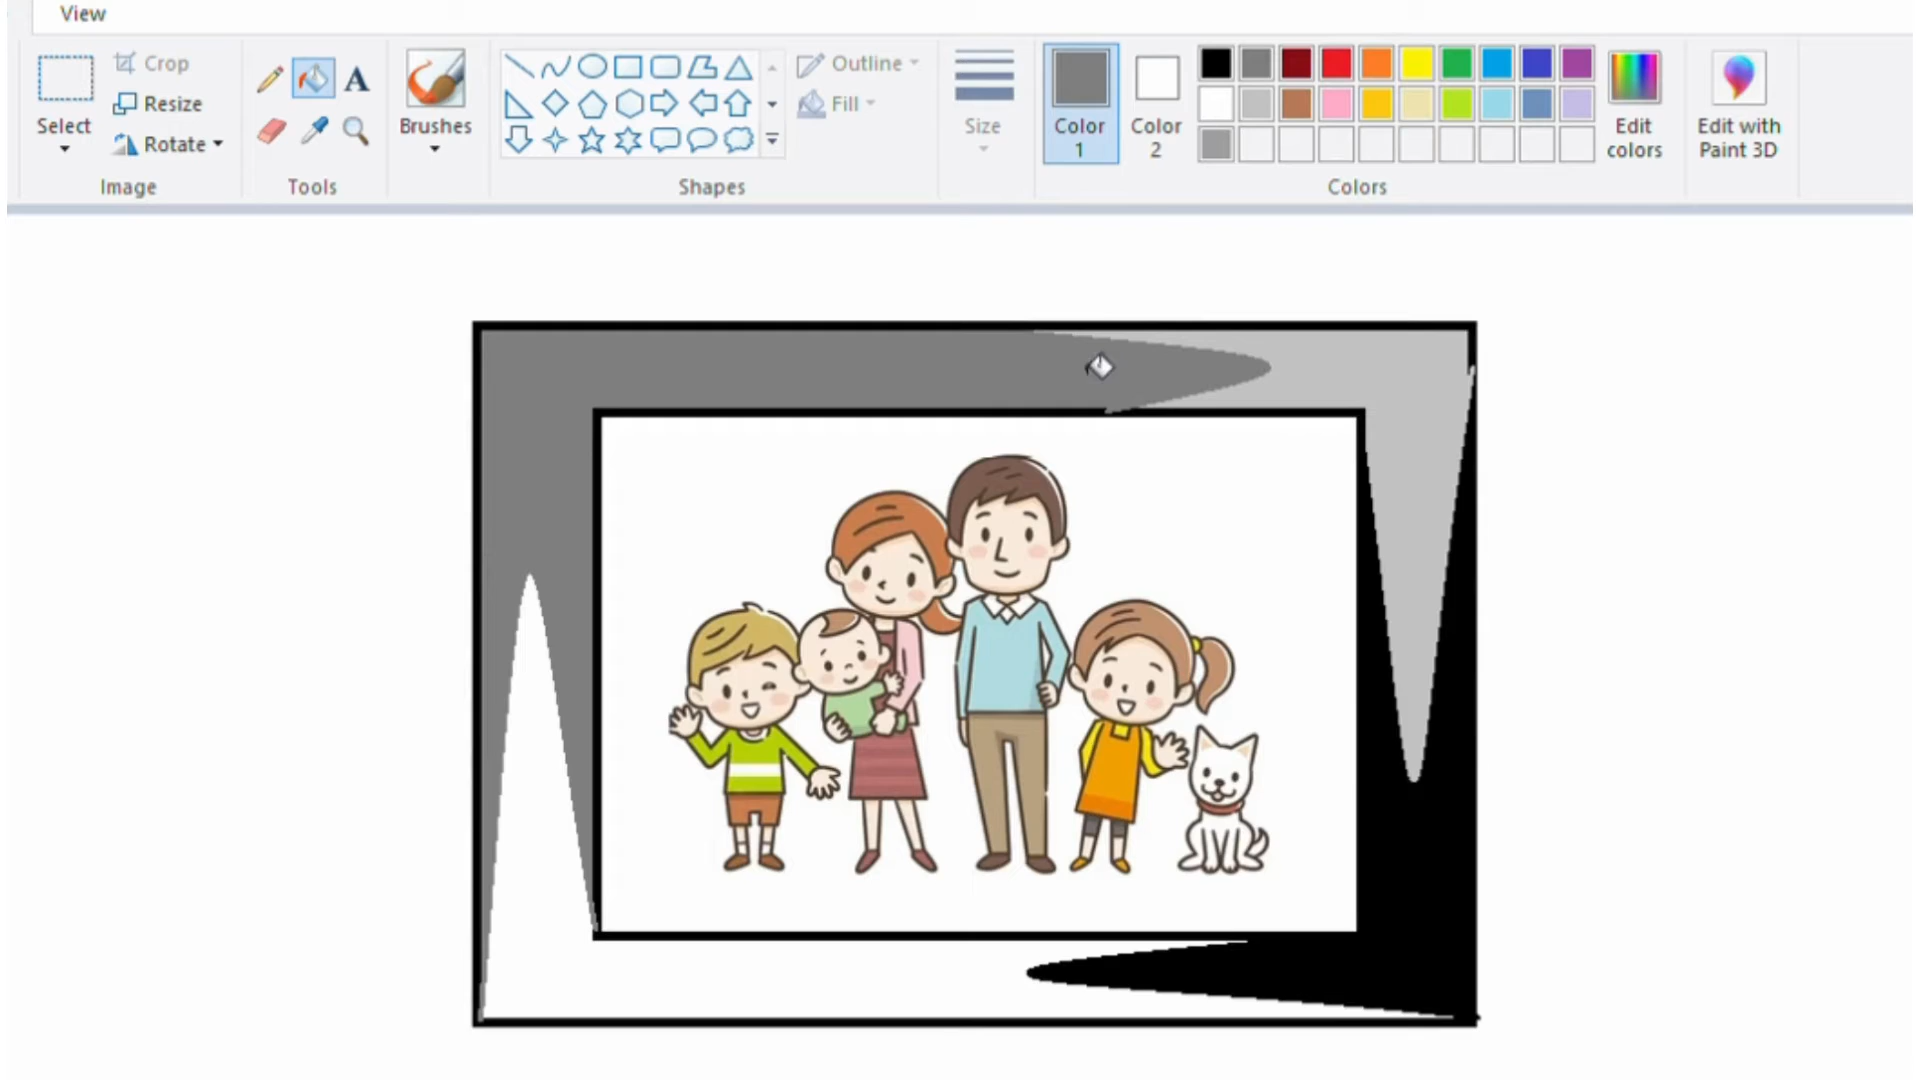 View
Crop
Resize
Rotate
Select
Image
Tools
A
Brushes
Outline
Fill
Shapes
Size
Color
1
Color
2
Edit
colors
Edit with
Paint 3D
Colors